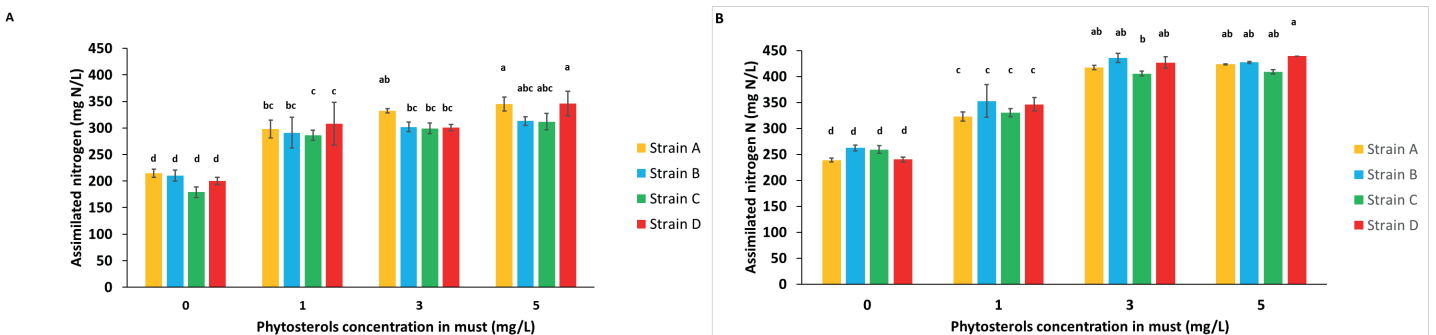 A
450
400
350
300
250
200
150
100
50
0
Assimilated nitrogen (mg N/L)
d d d d
bc bc c c
ab bc bc bc
a abc abc a
0 1 3 5
Phytosterols concentration in must (mg/L)
Strain A
Strain B
Strain C
Strain D
B
450
400
350
300
250
200
150
100
50
0
Assimilated nitrogen N (mg N/L)
d d d d
c c c c
ab ab b ab
ab ab ab a
0 1 3 5
Phytosterols concentration in must (mg/L)
Strain A
Strain B
Strain C
Strain D